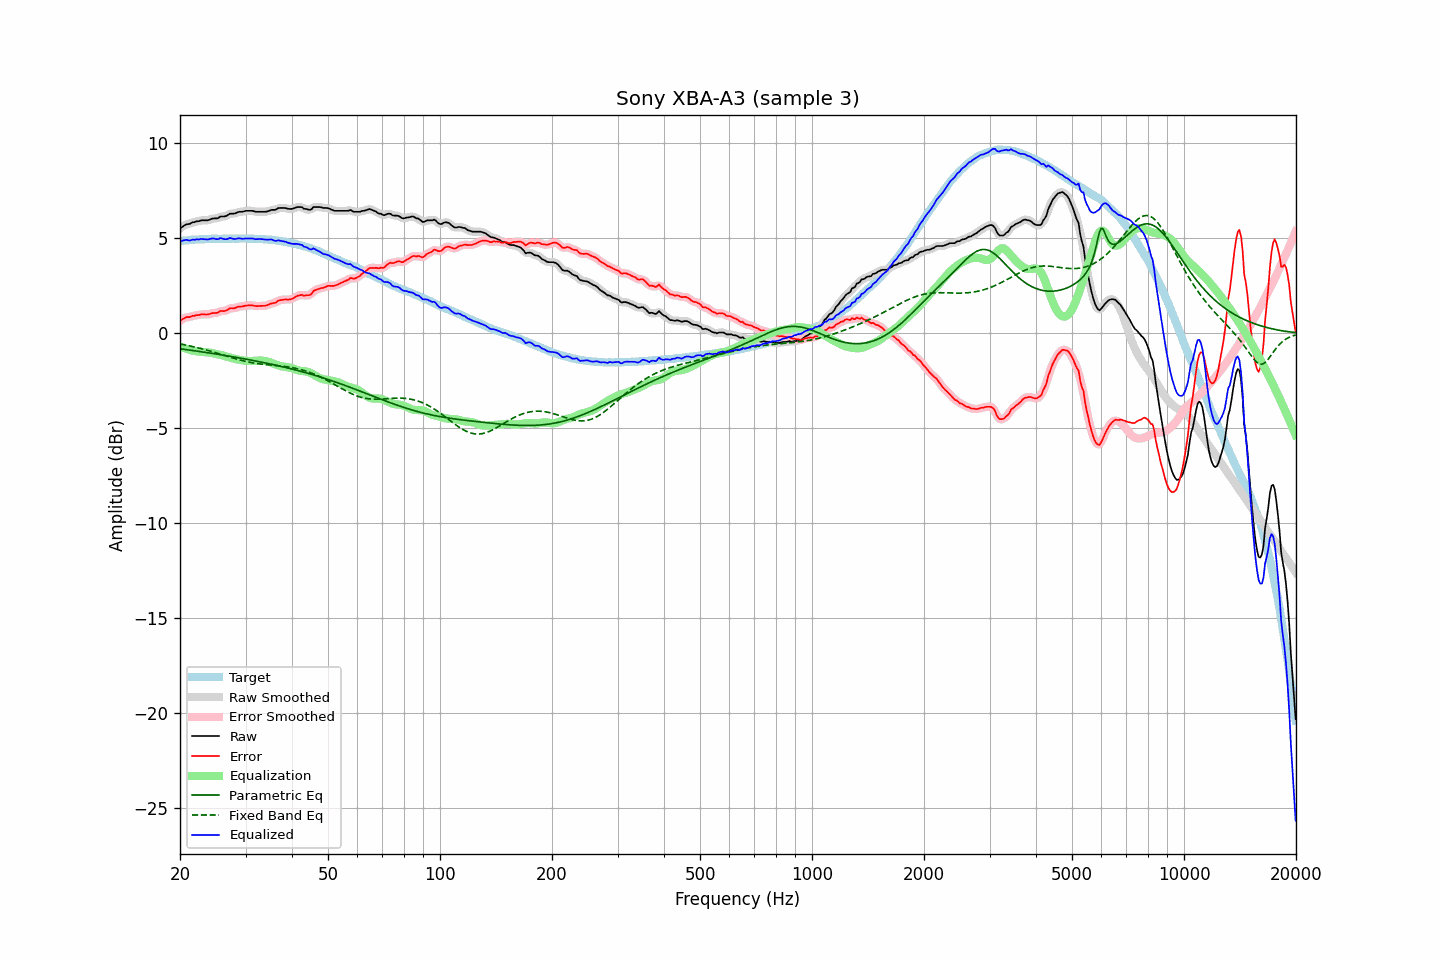 Sony XBA-A3 (sample 3)
10
5
0
−5
−10
−15
−20
−25
Amplitude (dBr)
Target
Raw Smoothed
Error Smoothed
Raw
Error
Equalization
Parametric Eq
Fixed Band Eq
Equalized
20 50 100 200 500 1000 2000 5000 10000 20000
Frequency (Hz)